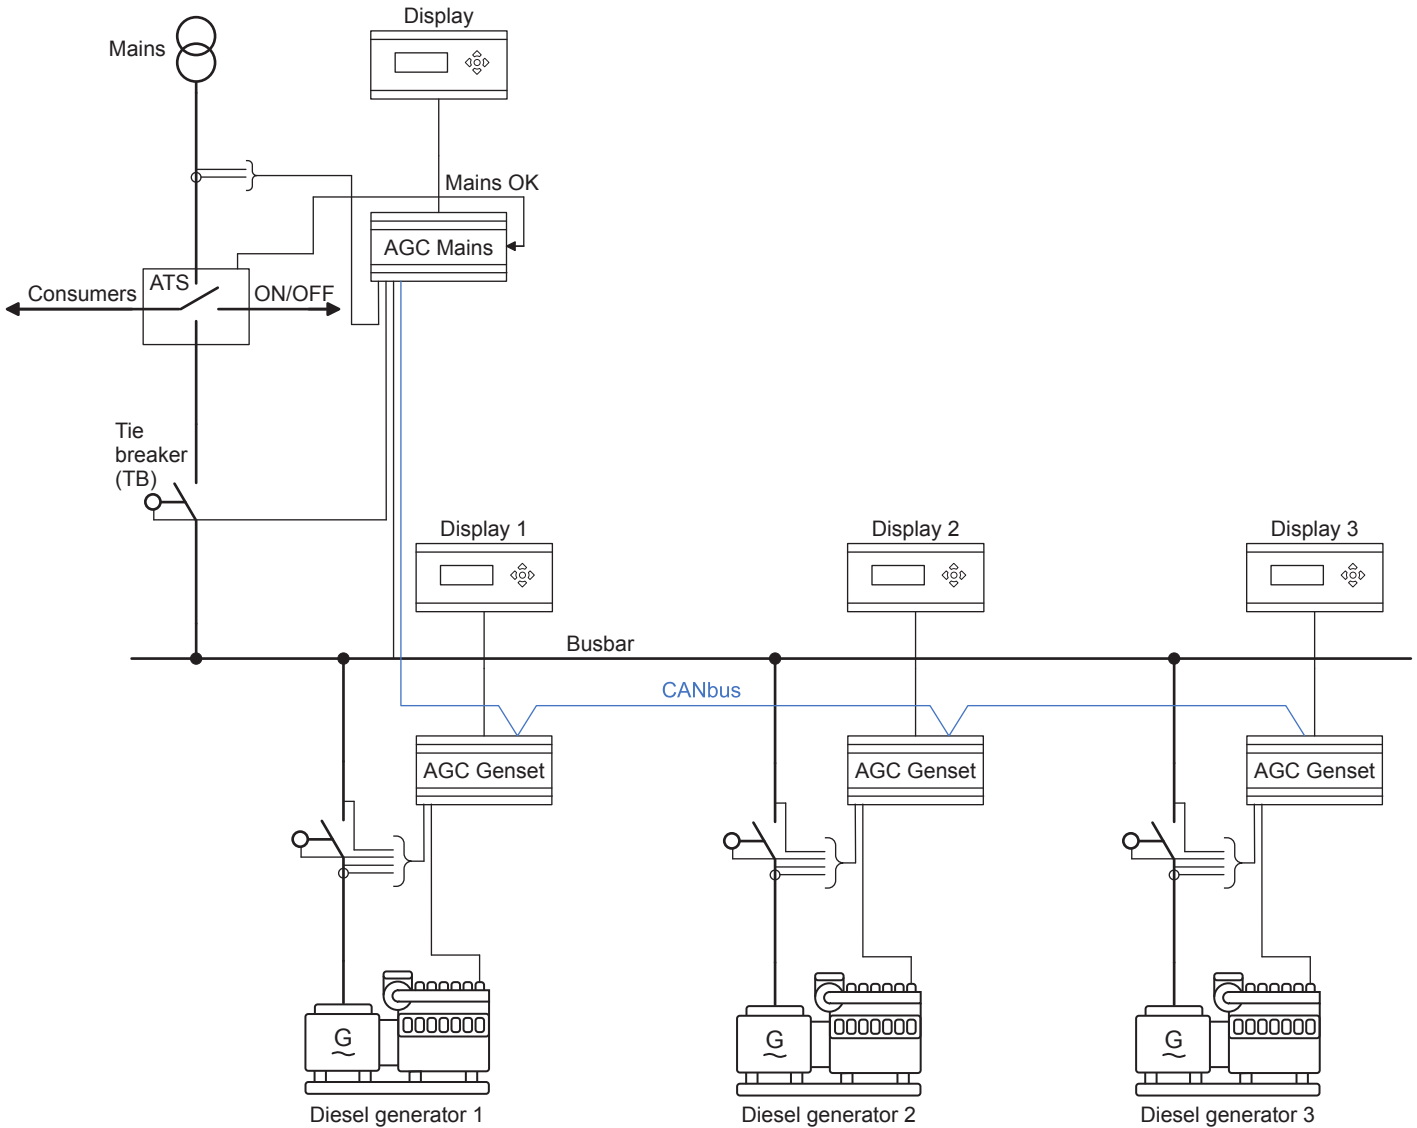 Display
Mains
Mains OK
AGC Mains
ATS
Consumers
ON/OFF
Tie
breaker
(TB)
Display 1
Display 2
Display 3
Busbar
CANbus
AGC Genset
AGC Genset
AGC Genset
G
G
G
Diesel generator 1
Diesel generator 2
Diesel generator 3